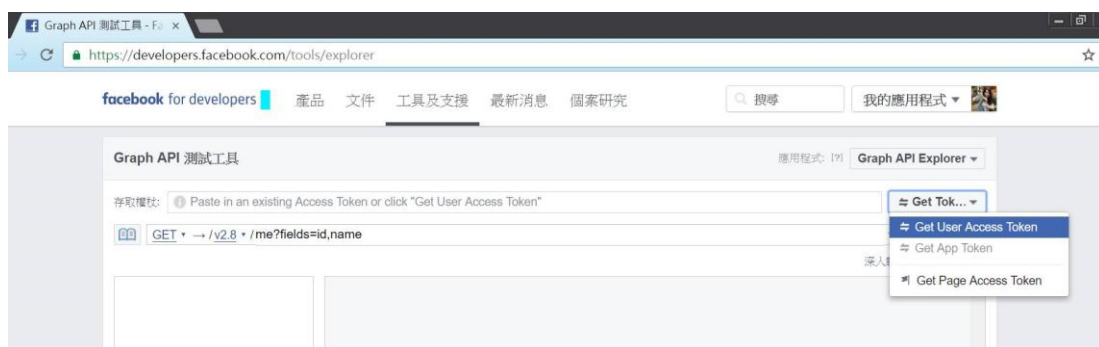 Graph API 測試工具 - Fa
https://developers.facebook.com/tools/explorer
facebook for developers 產品 文件 工具及支援 最新消息 個案研究 搜尋 我的應用程式
Graph API 測試工具 應用程式: [?] Graph API Explorer
存取權杖: Paste in an existing Access Token or click "Get User Access Token" Get Tok...
GET → /v2.8 /me?fields=id,name
Get User Access Token
Get App Token
深入
Get Page Access Token